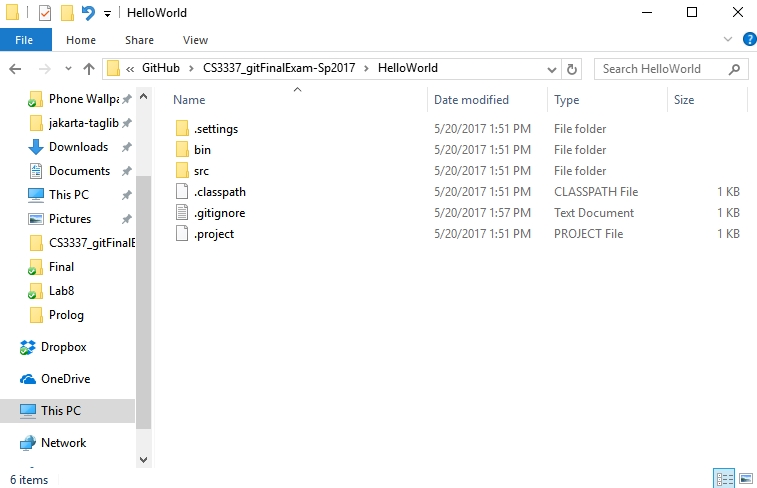 HelloWorld
File Home Share View
« GitHub CS3337_gitFinalExam-Sp2017 HelloWorld Search HelloWorld
Name Date modified Type Size
Phone Wallpa
jakarta-taglib
Downloads
Documents
This PC
Pictures
CS3337_gitFinalE
Final
Lab8
Prolog
Dropbox
OneDrive
This PC
Network
.settings 5/20/2017 1:51 PM File folder
bin 5/20/2017 1:51 PM File folder
src 5/20/2017 1:51 PM File folder
.classpath 5/20/2017 1:51 PM CLASSPATH File 1 KB
.gitignore 5/20/2017 1:57 PM Text Document 1 KB
.project 5/20/2017 1:51 PM PROJECT File 1 KB
6 items